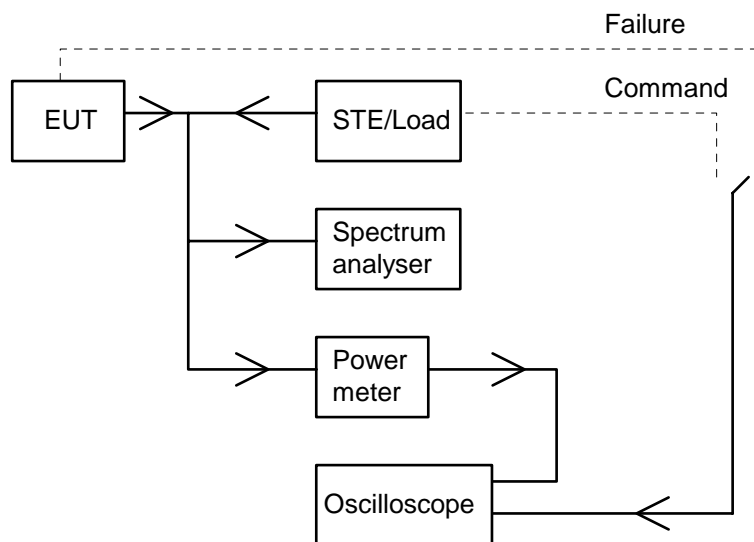 Failure
EUT
STE/Load
Command
Spectrum
analyser
Power
meter
Oscilloscope